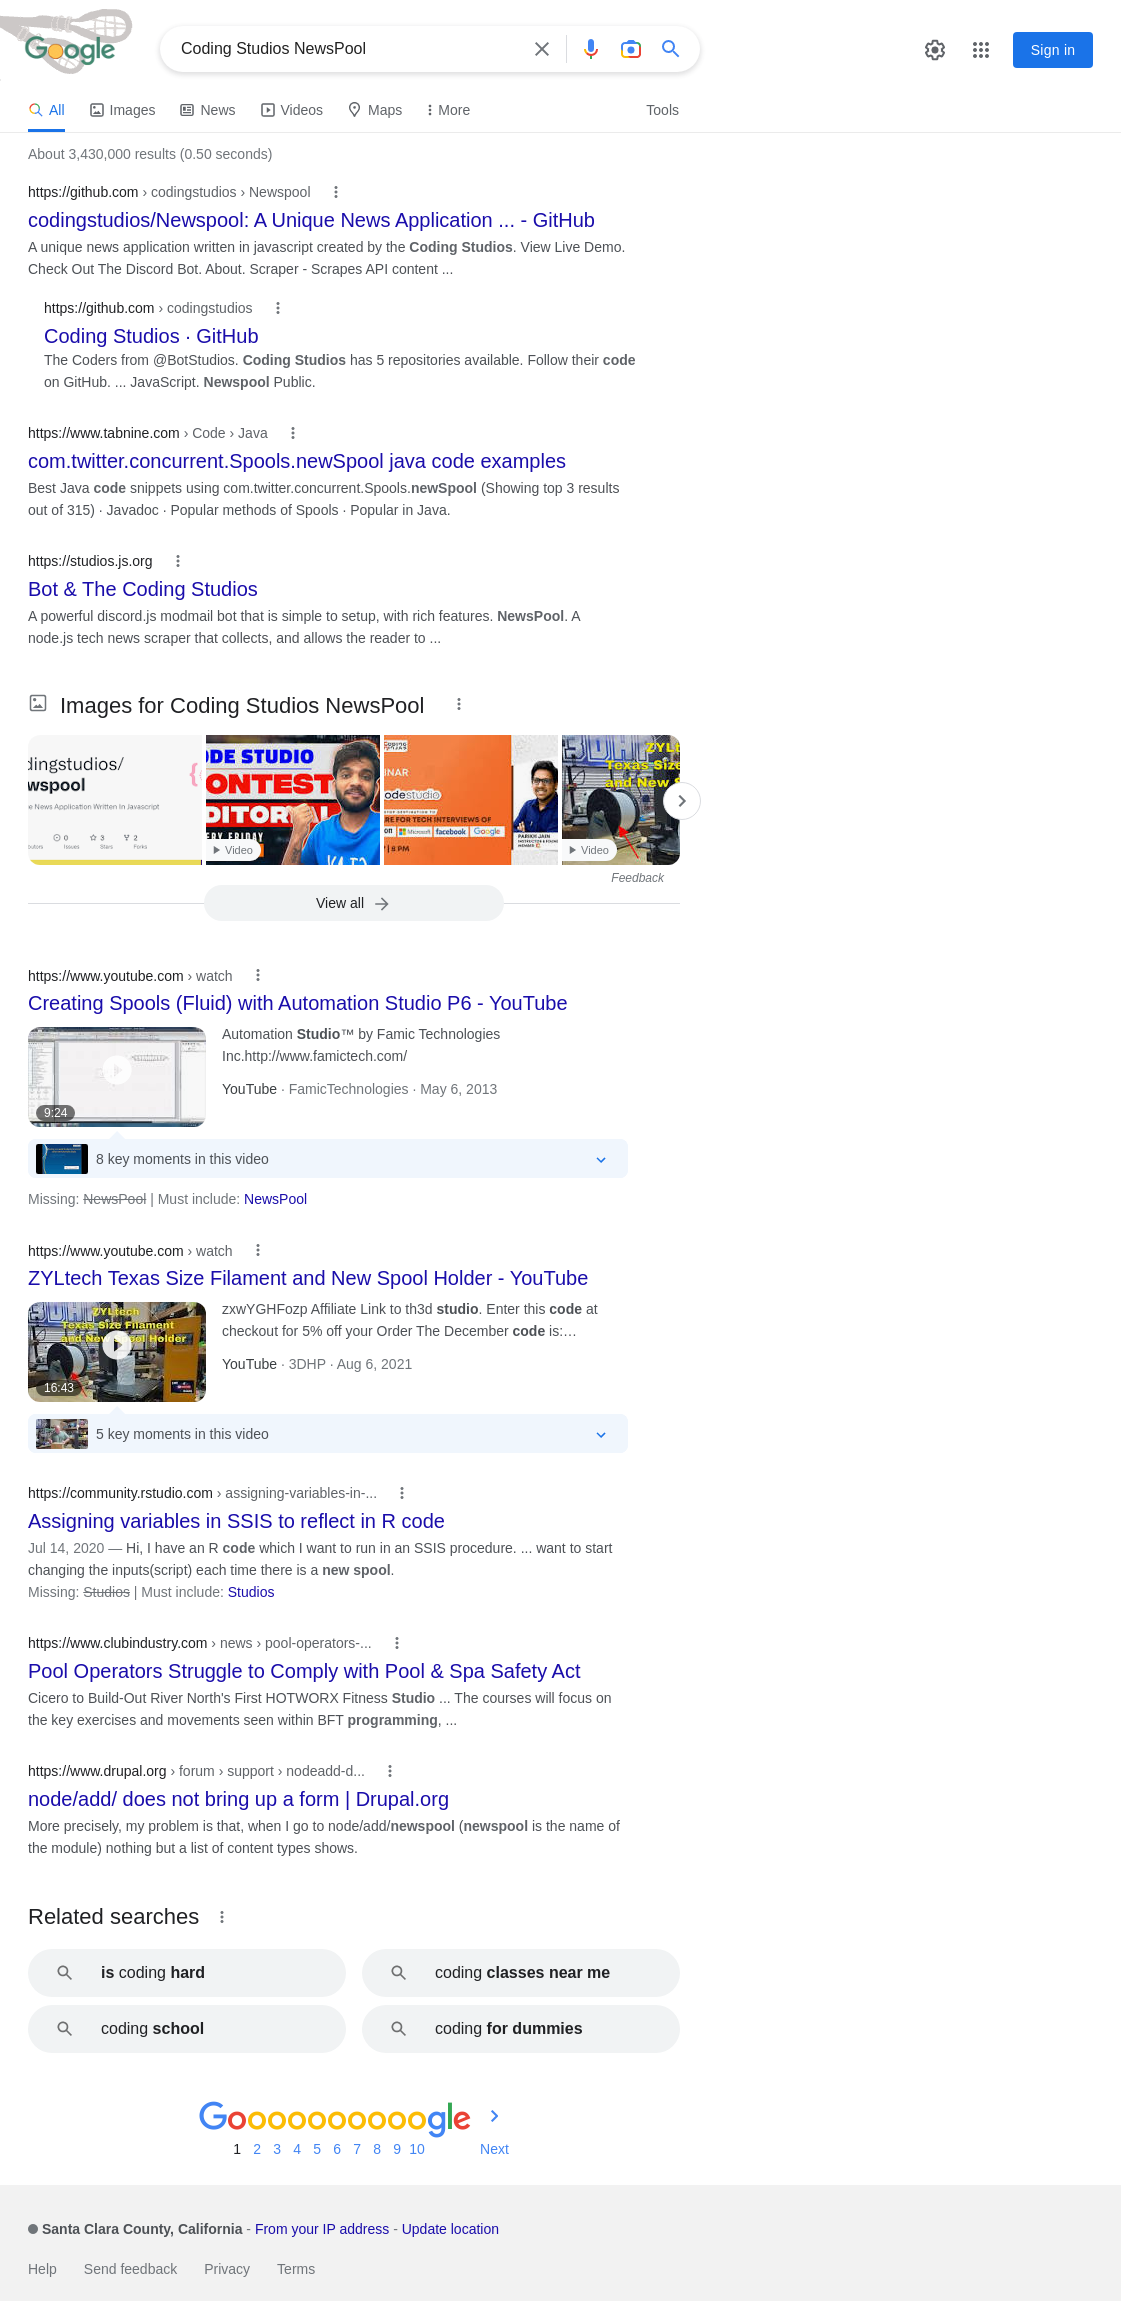 Google
Coding Studios NewsPool
Sign in
All
Images
News
Videos
Maps
More
Tools
About 3,430,000 results (0.50 seconds)
https://github.com › codingstudios › Newspool
codingstudios/Newspool: A Unique News Application ... - GitHub
A unique news application written in javascript created by the Coding Studios. View Live Demo.
Check Out The Discord Bot. About. Scraper - Scrapes API content ...
https://github.com › codingstudios
Coding Studios · GitHub
The Coders from @BotStudios. Coding Studios has 5 repositories available. Follow their code
on GitHub. ... JavaScript. Newspool Public.
https://www.tabnine.com › Code › Java
com.twitter.concurrent.Spools.newSpool java code examples
Best Java code snippets using com.twitter.concurrent.Spools.newSpool (Showing top 3 results
out of 315) · Javadoc · Popular methods of Spools · Popular in Java.
https://studios.js.org
Bot & The Coding Studios
A powerful discord.js modmail bot that is simple to setup, with rich features. NewsPool. A
node.js tech news scraper that collects, and allows the reader to ...
Images for Coding Studios NewsPool
dingstudios/
wspool
e News Application Written In Javascript
0
3
2
Issues
Stars
Forks
ODE STUDIO
ONTEST
DITORIAL
ERY FRIDAY
Video
CODING
NAR
odestudio
RE FOR TECH INTERVIEWS OF
on Microsoft facebook Google
| 8 PM
PARIKH JAIN
ZYLt
Texas Size
and New S
Video
Feedback
View all
https://www.youtube.com › watch
Creating Spools (Fluid) with Automation Studio P6 - YouTube
Automation Studio™ by Famic Technologies
Inc.http://www.famictech.com/
YouTube · FamicTechnologies · May 6, 2013
9:24
8 key moments in this video
Missing: NewsPool | Must include: NewsPool
https://www.youtube.com › watch
ZYLtech Texas Size Filament and New Spool Holder - YouTube
ZYLtech
Texas Size Filament
and New Spool Holder
16:43
zxwYGHFozp Affiliate Link to th3d studio. Enter this code at
checkout for 5% off your Order The December code is:…
YouTube · 3DHP · Aug 6, 2021
5 key moments in this video
https://community.rstudio.com › assigning-variables-in-...
Assigning variables in SSIS to reflect in R code
Jul 14, 2020 — Hi, I have an R code which I want to run in an SSIS procedure. ... want to start
changing the inputs(script) each time there is a new spool.
Missing: Studios | Must include: Studios
https://www.clubindustry.com › news › pool-operators-...
Pool Operators Struggle to Comply with Pool & Spa Safety Act
Cicero to Build-Out River North's First HOTWORX Fitness Studio ... The courses will focus on
the key exercises and movements seen within BFT programming, ...
https://www.drupal.org › forum › support › nodeadd-d...
node/add/ does not bring up a form | Drupal.org
More precisely, my problem is that, when I go to node/add/newspool (newspool is the name of
the module) nothing but a list of content types shows.
Related searches
is coding hard
coding classes near me
coding school
coding for dummies
Goooooooooogle
1 2 3 4 5 6 7 8 9 10 Next
Santa Clara County, California - From your IP address - Update location
Help Send feedback Privacy Terms